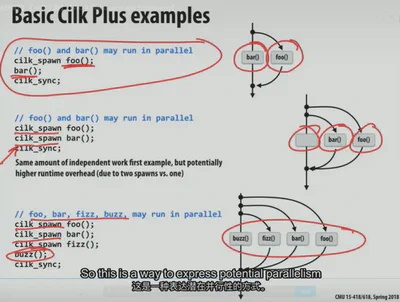 Basic Cilk Plus examples
// foo() and bar() may run in parallel
cilk_spawn foo();
bar();
cilk_sync;
bar()
foo()
// foo() and bar() may run in parallel
cilk_spawn foo();
cilk_spawn bar();
cilk_sync;
bar()
foo()
Same amount of independent work first example, but potentially
higher runtime overhead (due to two spawns vs. one)
// foo, bar, fizz, buzz, may run in parallel
cilk_spawn foo();
cilk_spawn bar();
cilk_spawn fizz();
buzz();
cilk_sync;
buzz()
fizz()
bar()
foo()
So this is a way to express potential parallelism
这是一种表达潜在并行性的方式。
CMU 15-418/618, Spring 2018